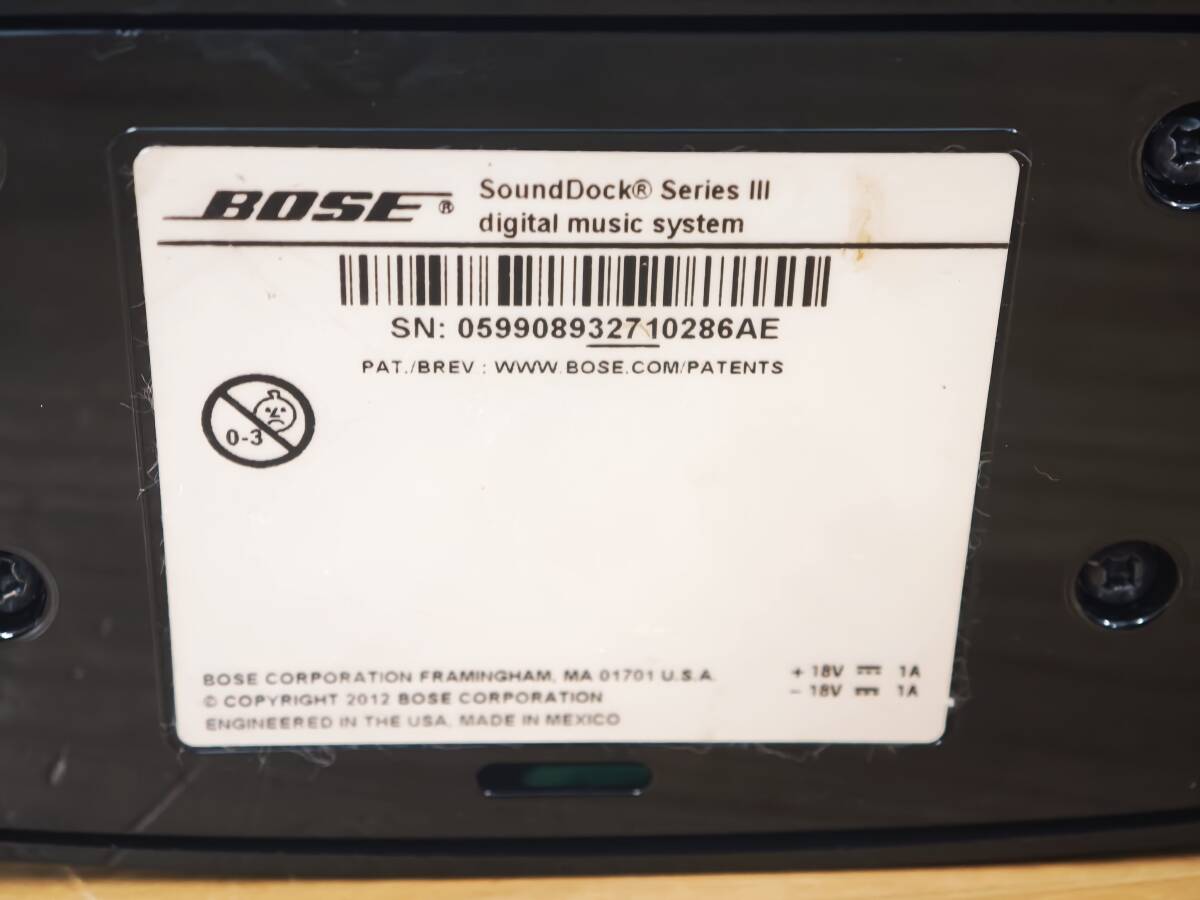 BOSE®
SoundDock® Series III
digital music system
SN: 059908932710286AE
PAT./BREV : WWW.BOSE.COM/PATENTS
0-3
BOSE CORPORATION FRAMINGHAM, MA 01701 U.S.A.
© COPYRIGHT 2012 BOSE CORPORATION
ENGINEERED IN THE USA, MADE IN MEXICO
+ 18V ⎓ 1A
- 18V ⎓ 1A